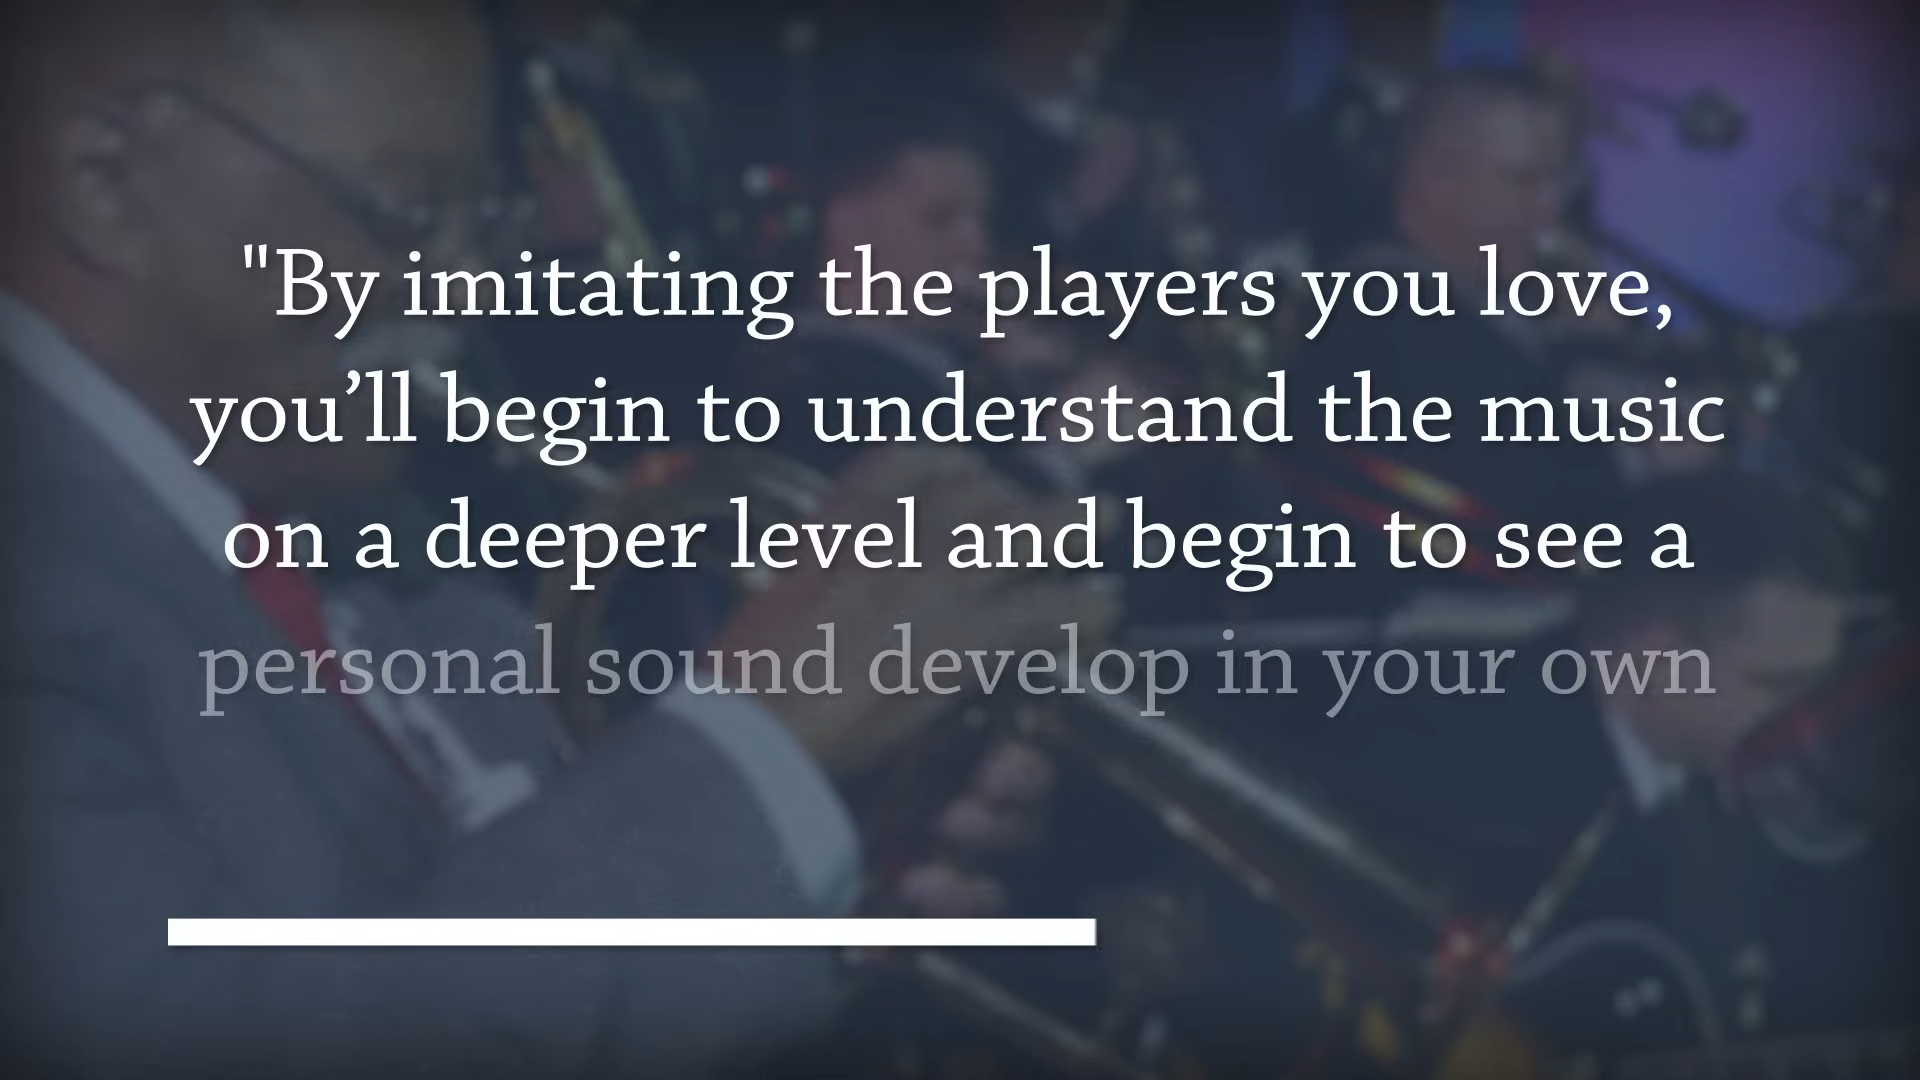 "By imitating the players you love,
you’ll begin to understand the music
on a deeper level and begin to see a
personal sound develop in your own